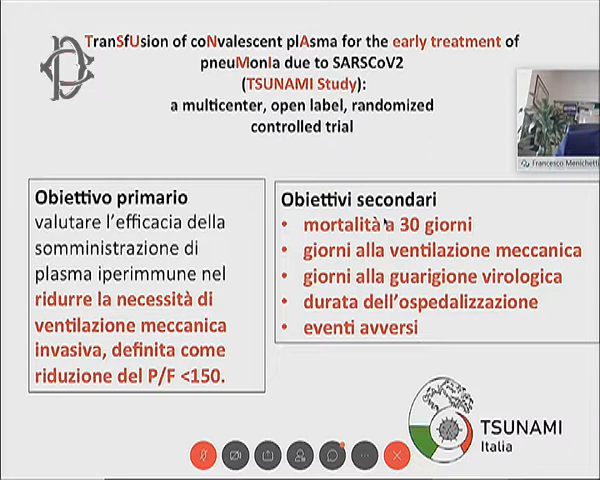 TranSfUsion of coNvalescent plAsma for the early treatment of
pneuMonIa due to SARSCoV2
(TSUNAMI Study):
a multicenter, open label, randomized
controlled trial
Francesco Menichetti
Obiettivo primario
valutare l'efficacia della
somministrazione di
plasma iperimmune nel
ridurre la necessità di
ventilazione meccanica
invasiva, definita come
riduzione del P/F <150.
Obiettivi secondari
• mortalità a 30 giorni
• giorni alla ventilazione meccanica
• giorni alla guarigione virologica
• durata dell'ospedalizzazione
• eventi avversi
TSUNAMI
Italia